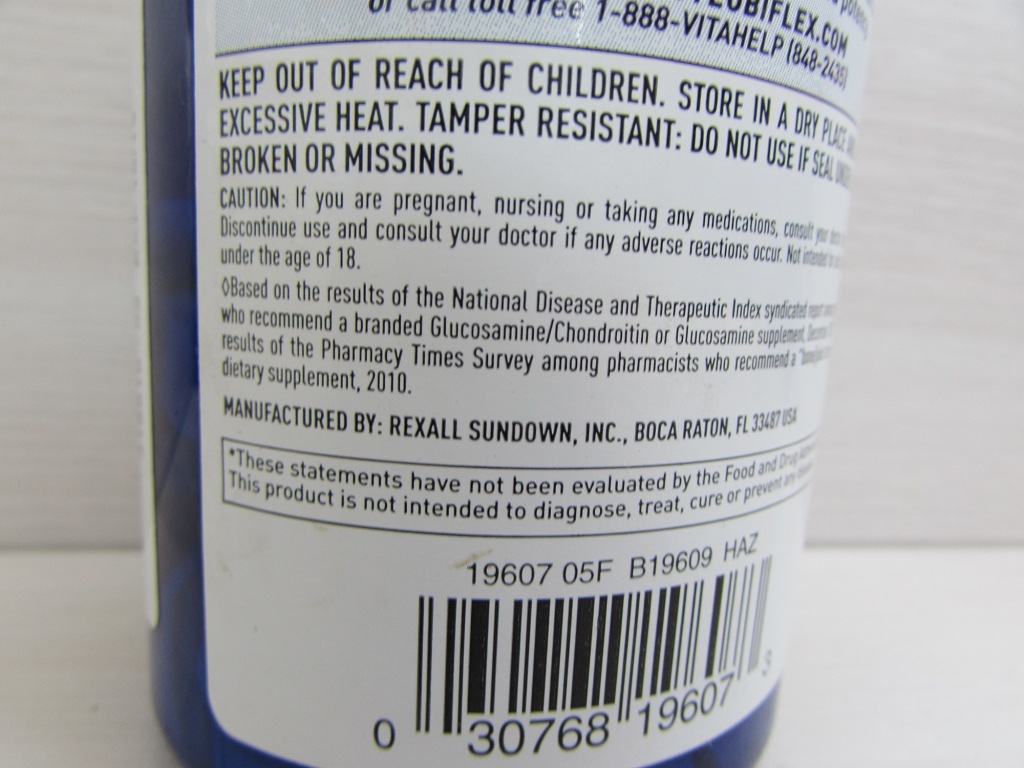 or call toll free 1-888-VITAHELP (848-2435)
KEEP OUT OF REACH OF CHILDREN. STORE IN A DRY PLACE
EXCESSIVE HEAT. TAMPER RESISTANT: DO NOT USE IF SEAL
BROKEN OR MISSING.
CAUTION: If you are pregnant, nursing or taking any medications, consult your
Discontinue use and consult your doctor if any adverse reactions occur. Not intended
under the age of 18.
◊Based on the results of the National Disease and Therapeutic Index syndicated report
who recommend a branded Glucosamine/Chondroitin or Glucosamine supplement,
results of the Pharmacy Times Survey among pharmacists who recommend a
dietary supplement, 2010.
MANUFACTURED BY: REXALL SUNDOWN, INC., BOCA RATON, FL 33487 USA
*These statements have not been evaluated by the Food and Drug
This product is not intended to diagnose, treat, cure or prevent any
19607 05F B19609 HAZ
0 30768 19607 3